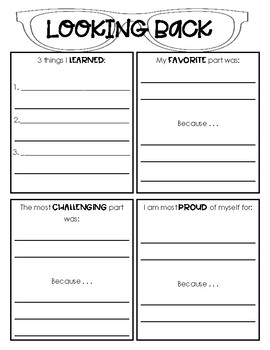 LOOKING BACK
3 things I LEARNED:
1.
2.
3.
My FAVORITE part was:
Because . . .
The most CHALLENGING part
was:
Because . . .
I am most PROUD of myself for:
Because . . .